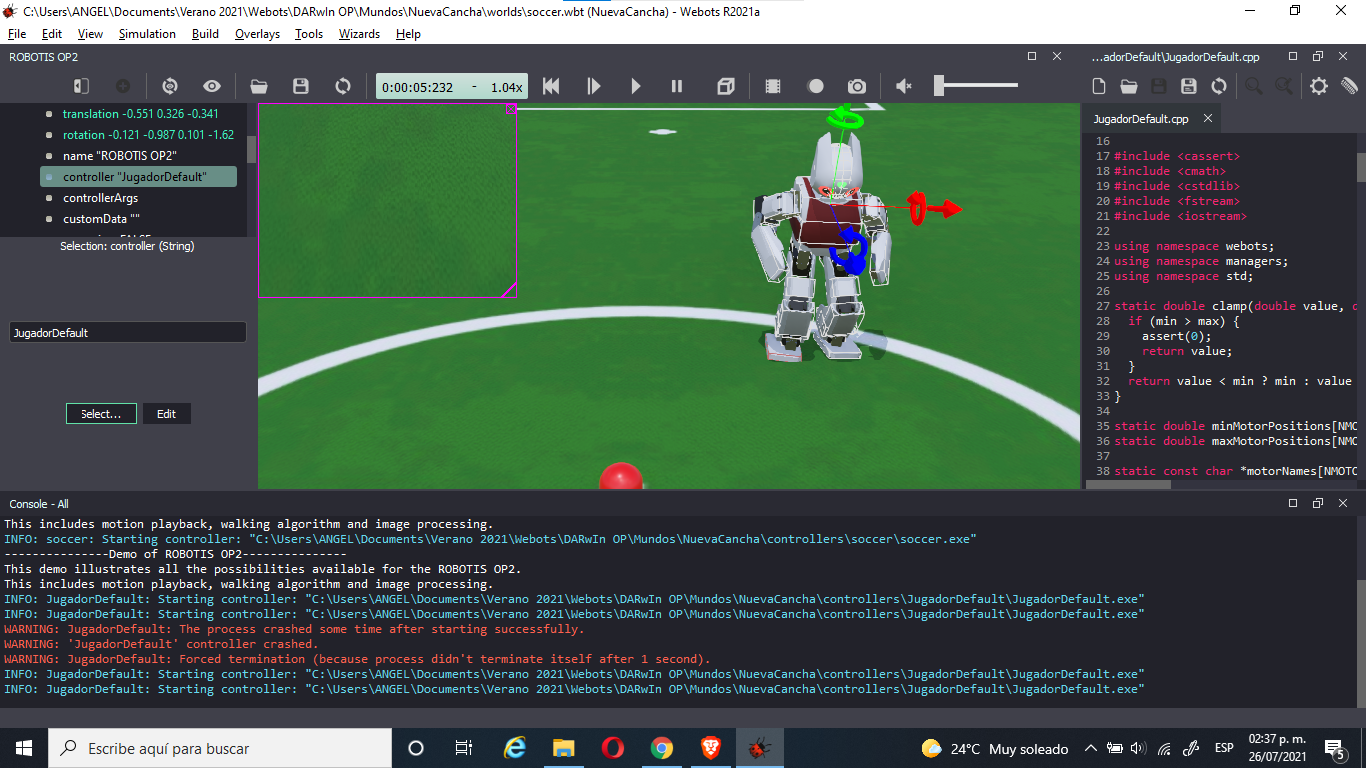 C:\Users\ANGEL\Documents\Verano 2021\Webots\DARwIn OP\Mundos\NuevaCancha\worlds\soccer.wbt (NuevaCancha) - Webots R2021a
File Edit View Simulation Build Overlays Tools Wizards Help
ROBOTIS OP2
...adorDefault\JugadorDefault.cpp
0:00:05:232 - 1.04x
translation -0.551 0.326 -0.341
rotation -0.121 -0.987 0.101 -1.62
name "ROBOTIS OP2"
controller "JugadorDefault"
controllerArgs
customData ""
Selection: controller (String)
JugadorDefault
Select...
Edit
JugadorDefault.cpp
16
17 #include <cassert>
18 #include <cmath>
19 #include <cstdlib>
20 #include <fstream>
21 #include <iostream>
22
23 using namespace webots;
24 using namespace managers;
25 using namespace std;
26
27 static double clamp(double value,
28 if (min > max) {
29 assert(0);
30 return value;
31 }
32 return value < min ? min : value
33 }
34
35 static double minMotorPositions[NMO
36 static double maxMotorPositions[NMO
37
38 static const char *motorNames[NMOTO
Console - All
This includes motion playback, walking algorithm and image processing.
INFO: soccer: Starting controller: "C:\Users\ANGEL\Documents\Verano 2021\Webots\DARwIn OP\Mundos\NuevaCancha\controllers\soccer\soccer.exe"
---------------Demo of ROBOTIS OP2---------------
This demo illustrates all the possibilities available for the ROBOTIS OP2.
This includes motion playback, walking algorithm and image processing.
INFO: JugadorDefault: Starting controller: "C:\Users\ANGEL\Documents\Verano 2021\Webots\DARwIn OP\Mundos\NuevaCancha\controllers\JugadorDefault\JugadorDefault.exe"
INFO: JugadorDefault: Starting controller: "C:\Users\ANGEL\Documents\Verano 2021\Webots\DARwIn OP\Mundos\NuevaCancha\controllers\JugadorDefault\JugadorDefault.exe"
WARNING: JugadorDefault: The process crashed some time after starting successfully.
WARNING: 'JugadorDefault' controller crashed.
WARNING: JugadorDefault: Forced termination (because process didn't terminate itself after 1 second).
INFO: JugadorDefault: Starting controller: "C:\Users\ANGEL\Documents\Verano 2021\Webots\DARwIn OP\Mundos\NuevaCancha\controllers\JugadorDefault\JugadorDefault.exe"
INFO: JugadorDefault: Starting controller: "C:\Users\ANGEL\Documents\Verano 2021\Webots\DARwIn OP\Mundos\NuevaCancha\controllers\JugadorDefault\JugadorDefault.exe"
Escribe aquí para buscar
24°C Muy soleado
ESP
02:37 p. m.
26/07/2021
5